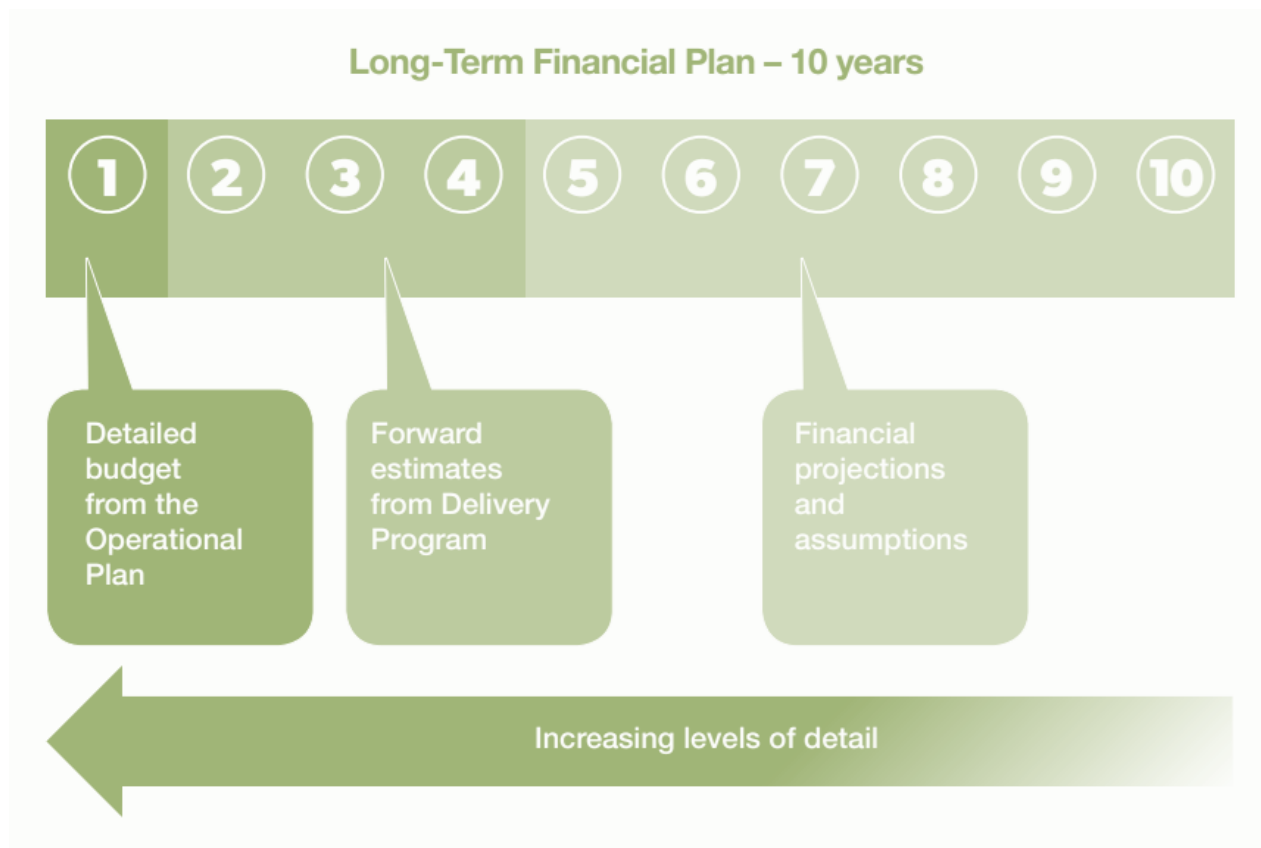 Long-Term Financial Plan – 10 years
1 2 3 4 5 6 7 8 9 10
Detailed
budget
from the
Operational
Plan
Forward
estimates
from Delivery
Program
Financial
projections
and
assumptions
Increasing levels of detail